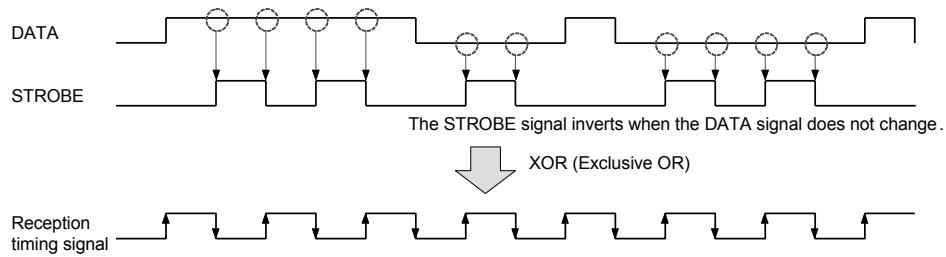 DATA
STROBE
The STROBE signal inverts when the DATA signal does not change.
XOR (Exclusive OR)
Reception
timing signal